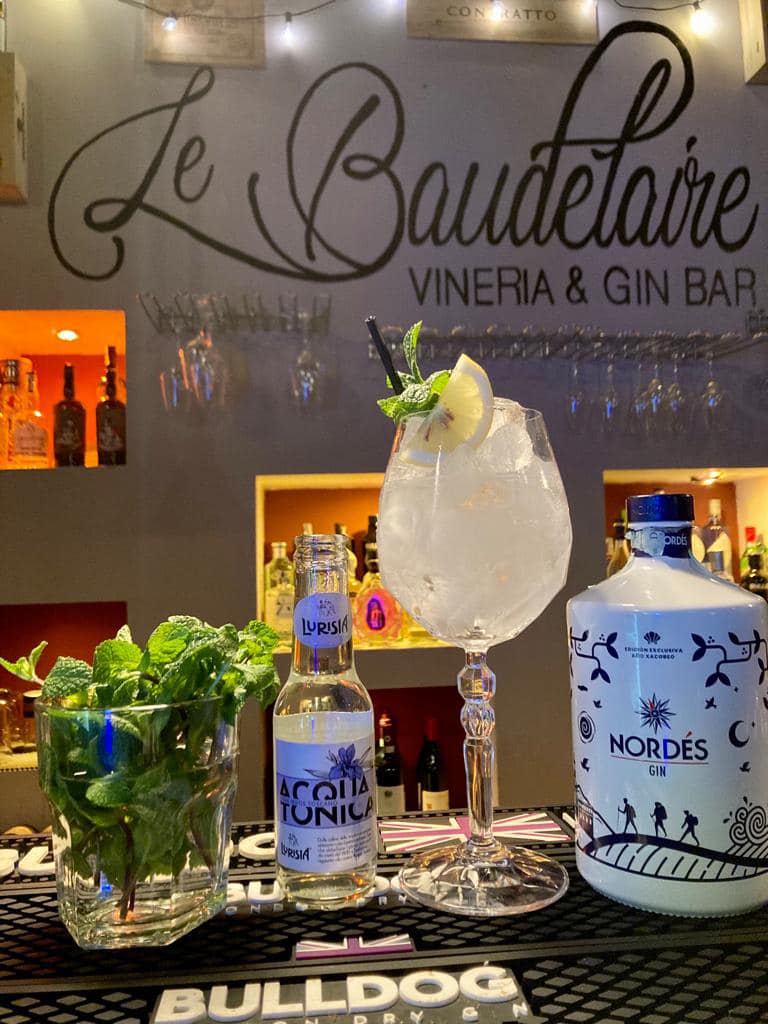 CONTRATTO
Le Baudelaire
VINERIA & GIN BAR
NORDÉS
EDICIÓN EXCLUSIVA
AÑO XACOBEO
NORDÉS
GIN
LURISIA
ACQUA
TONICA
LURISIA
BULLDOG